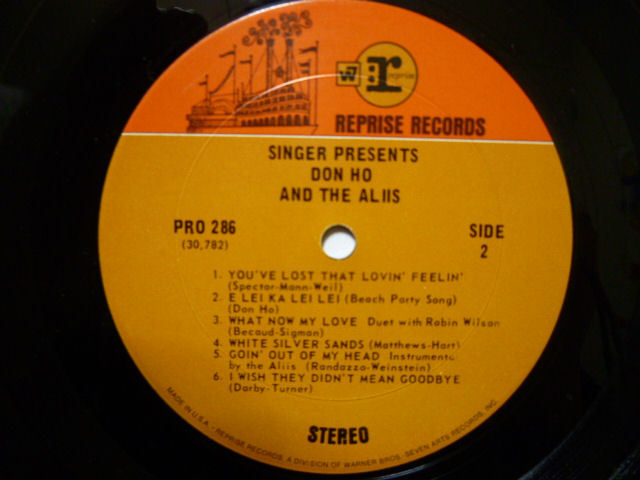 W7
r
reprise
REPRISE RECORDS
SINGER PRESENTS
DON HO
AND THE ALIIS
PRO 286
(30,782)
SIDE
2
1. YOU'VE LOST THAT LOVIN' FEELIN'
(Spector-Mann-Weil)
2. E LEI KA LEI LEI (Beach Party Song)
(Don Ho)
3. WHAT NOW MY LOVE Duet with Robin Wilson
(Becaud-Sigman)
4. WHITE SILVER SANDS (Matthews-Hart)
5. GOIN' OUT OF MY HEAD Instrumental
by the Aliis (Randazzo-Weinstein)
6. I WISH THEY DIDN'T MEAN GOODBYE
(Darby-Turner)
STEREO
MADE IN U.S.A. • REPRISE RECORDS, A DIVISION OF WARNER BROS.-SEVEN ARTS RECORDS, INC.